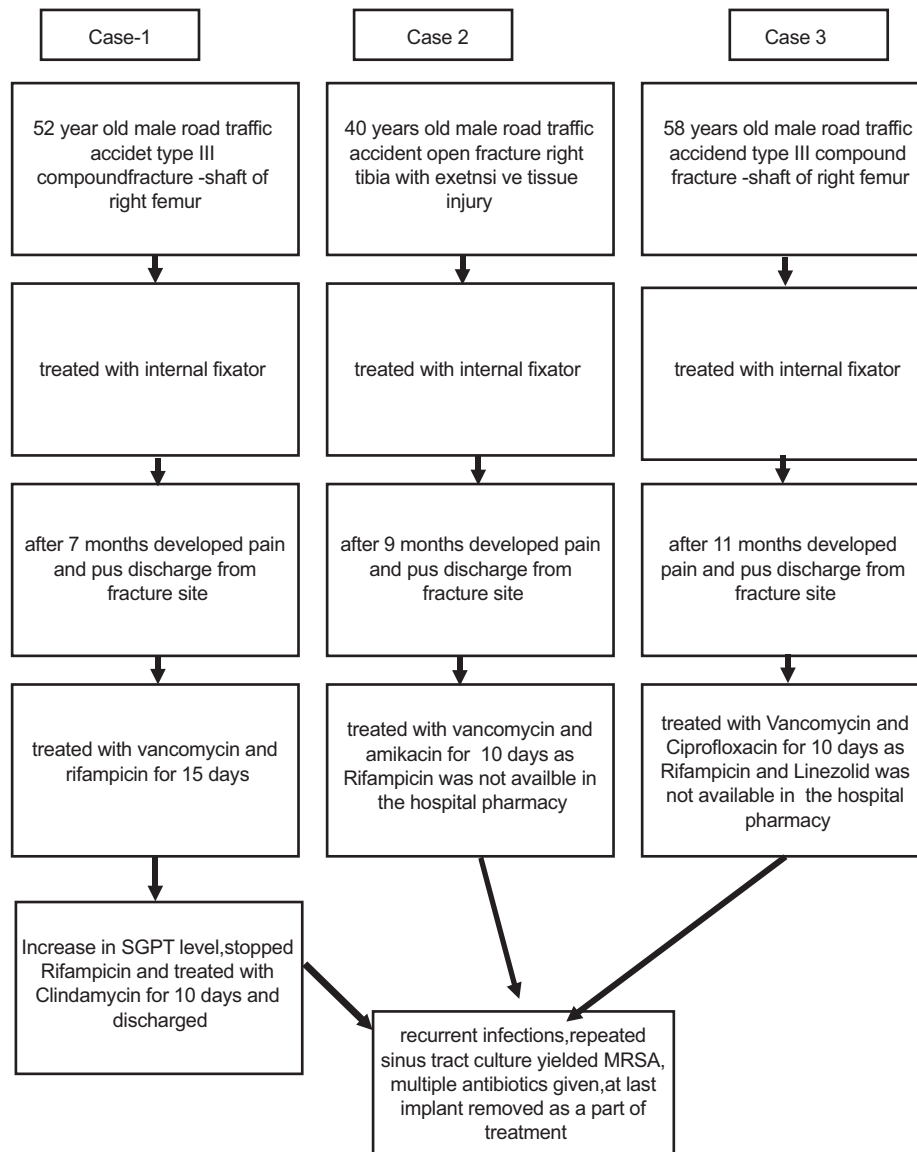 Case-1
Case 2
Case 3
52 year old male road traffic
accidet type III
compoundfracture -shaft of
right femur
40 years old male road traffic
accident open fracture right
tibia with exetnsi ve tissue
injury
58 years old male road traffic
accidend type III compound
fracture -shaft of right femur
treated with internal fixator
treated with internal fixator
treated with internal fixator
after 7 months developed pain
and pus discharge from
fracture site
after 9 months developed pain
and pus discharge from
fracture site
after 11 months developed
pain and pus discharge from
fracture site
treated with vancomycin and
rifampicin for 15 days
treated with vancomycin and
amikacin for 10 days as
Rifampicin was not availble in
the hospital pharmacy
treated with Vancomycin and
Ciprofloxacin for 10 days as
Rifampicin and Linezolid was
not available in the hospital
pharmacy
Increase in SGPT level,stopped
Rifampicin and treated with
Clindamycin for 10 days and
discharged
recurrent infections,repeated
sinus tract culture yielded MRSA,
multiple antibiotics given,at last
implant removed as a part of
treatment